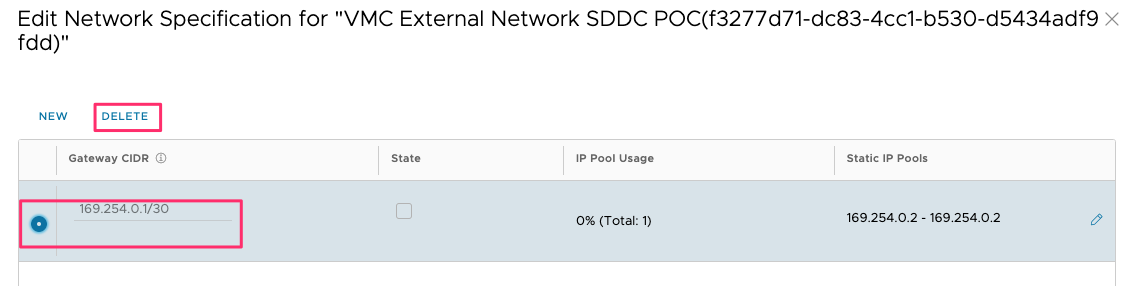 Edit Network Specification for "VMC External Network SDDC POC(f3277d71-dc83-4cc1-b530-d5434adf9
fdd)"
NEW DELETE
Gateway CIDR State IP Pool Usage Static IP Pools
169.254.0.1/30 0% (Total: 1) 169.254.0.2 - 169.254.0.2